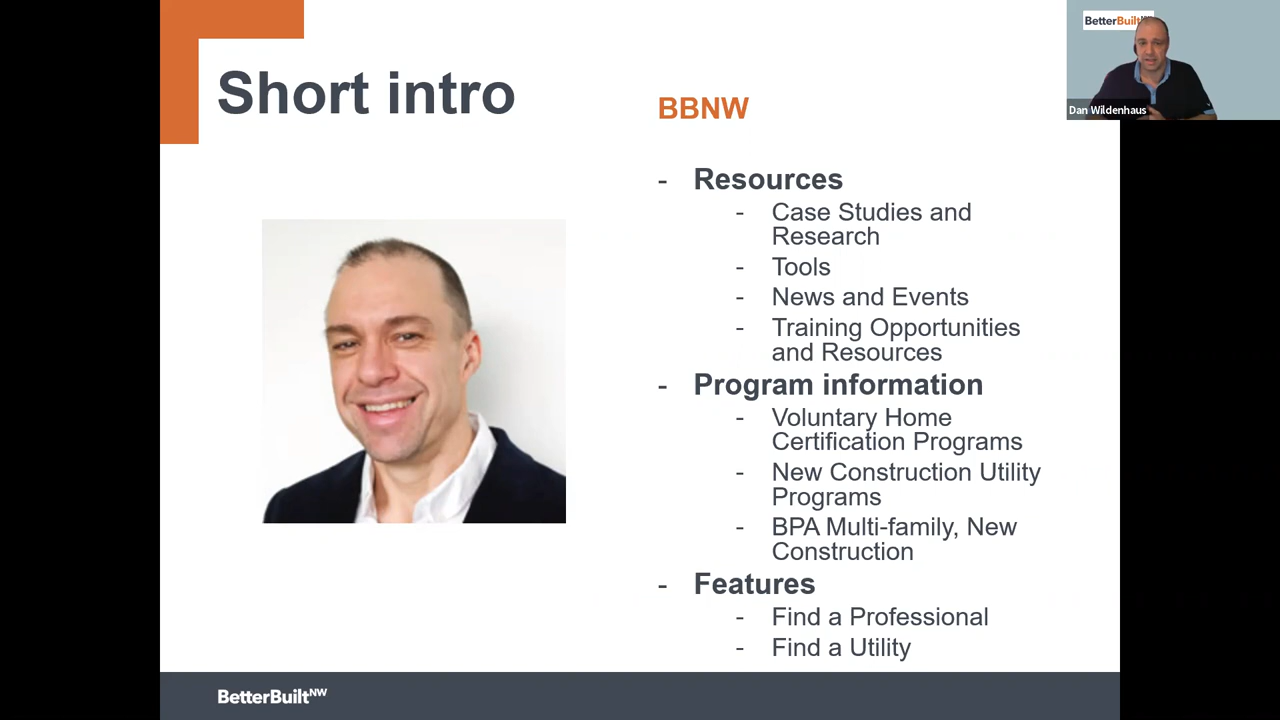 Short intro
BBNW
- Resources
- Case Studies and
Research
- Tools
- News and Events
- Training Opportunities
and Resources
- Program information
- Voluntary Home
Certification Programs
- New Construction Utility
Programs
- BPA Multi-family, New
Construction
- Features
- Find a Professional
- Find a Utility
BetterBuiltNW
BetterBuilt
Dan Wildenhaus